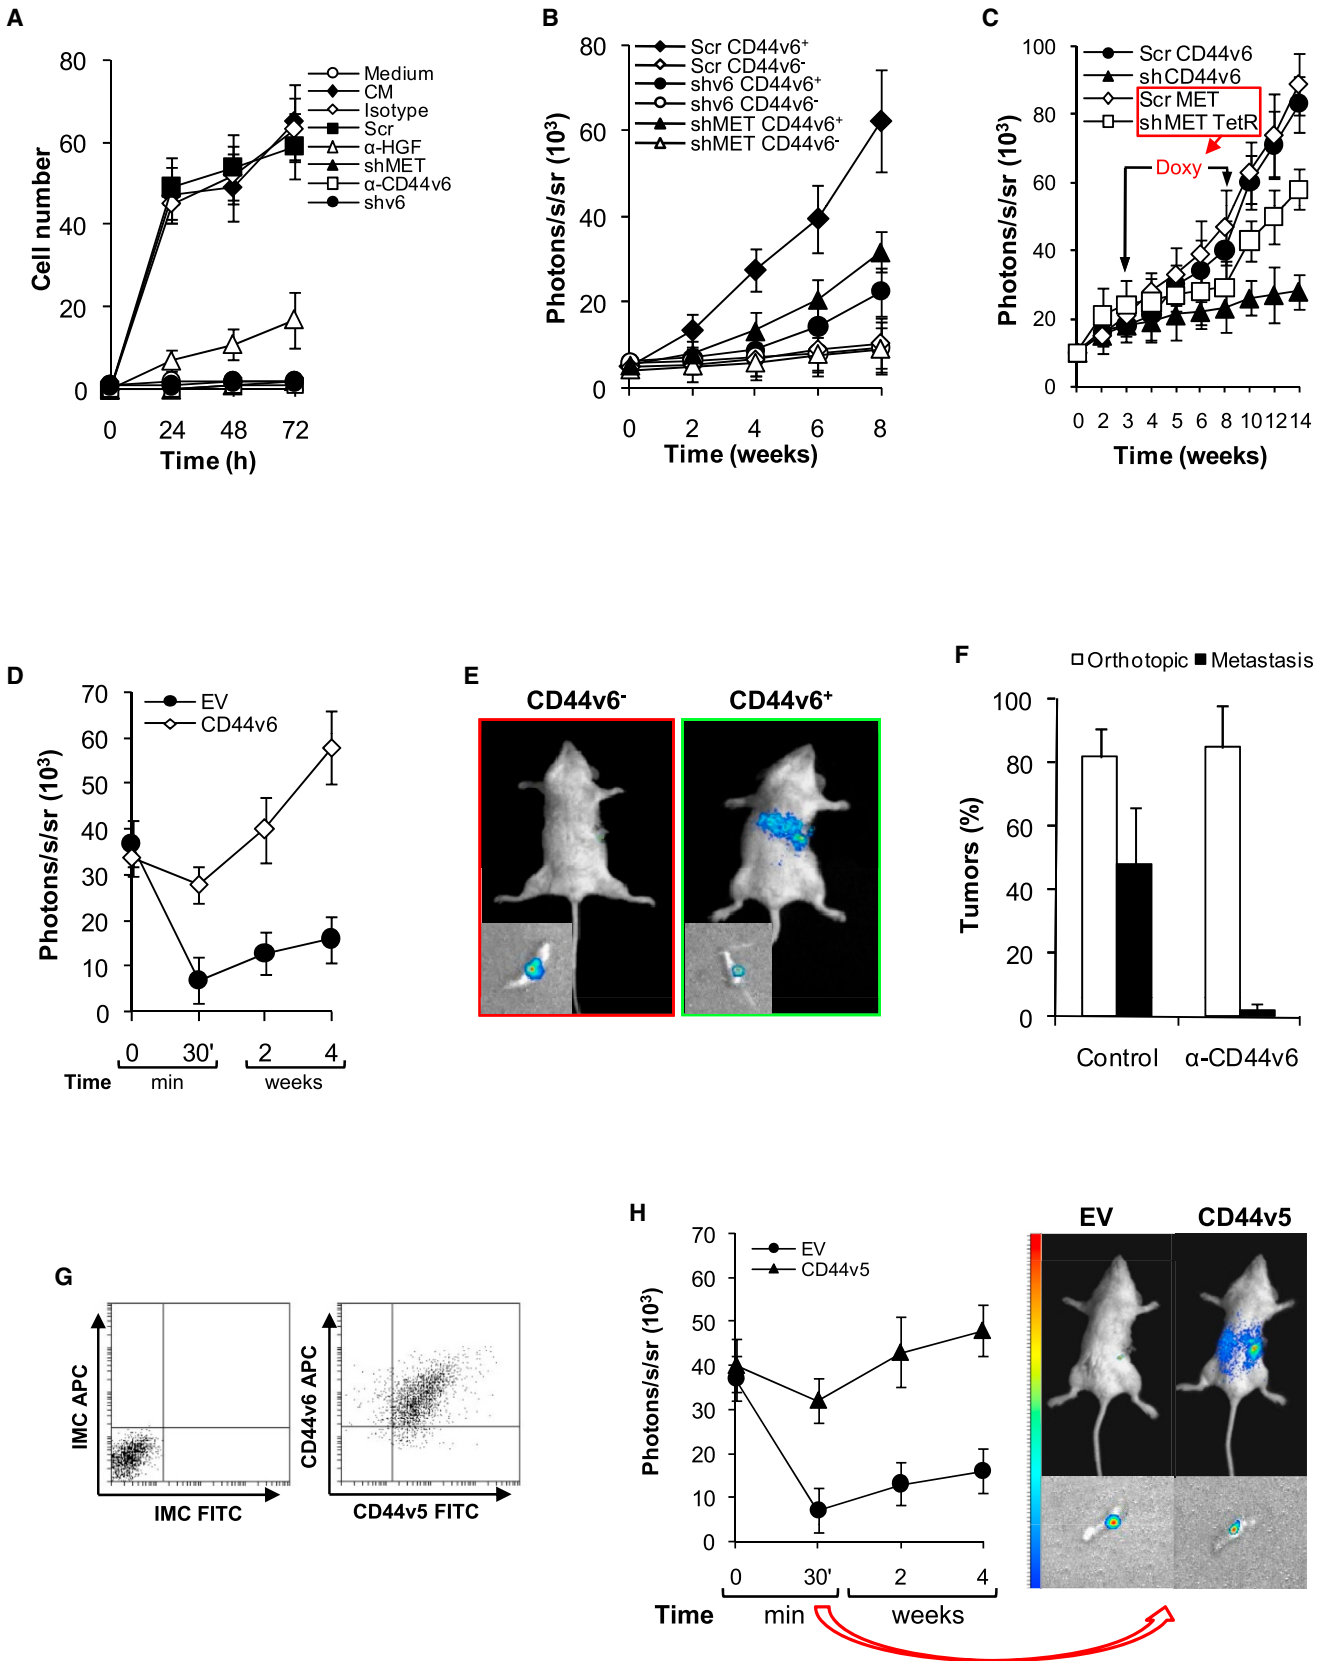 A
80
60
40
20
0
Cell number
0 24 48 72
Time (h)
Medium
CM
Isotype
Scr
α-HGF
shMET
α-CD44v6
shv6
B
80
60
40
20
0
Photons/s/sr (10³)
0 2 4 6 8
Time (weeks)
Scr CD44v6⁺
Scr CD44v6⁻
shv6 CD44v6⁺
shv6 CD44v6⁻
shMET CD44v6⁺
shMET CD44v6⁻
C
100
80
60
40
20
0
Photons/s/sr (10³)
0 2 3 4 5 6 8 10 12 14
Time (weeks)
Scr CD44v6
shCD44v6
Scr MET
shMET TetR
Doxy
D
70
60
50
40
30
20
10
0
Photons/s/sr (10³)
EV
CD44v6
0 30' 2 4
Time min weeks
E
CD44v6⁻ CD44v6⁺
F
Orthotopic Metastasis
100
80
60
40
20
0
Tumors (%)
Control α-CD44v6
G
IMC APC
IMC FITC
CD44v6 APC
CD44v5 FITC
H
70
60
50
40
30
20
10
0
Photons/s/sr (10³)
EV
CD44v5
0 30' 2 4
Time min weeks
EV CD44v5